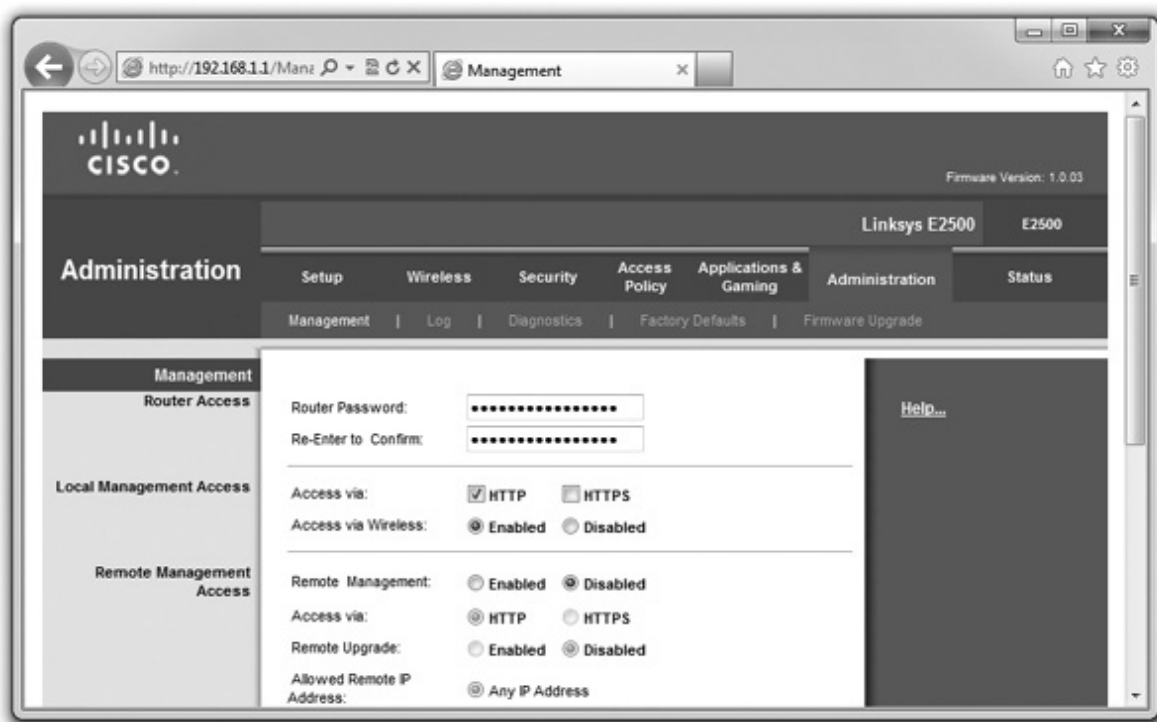 http://192.168.1.1/Mana
Management
CISCO.
Firmware Version: 1.0.03
Linksys E2500
E2500
Administration
Setup
Wireless
Security
Access Policy
Applications & Gaming
Administration
Status
Management | Log | Diagnostics | Factory Defaults | Firmware Upgrade
Management
Router Access
Router Password: ••••••••••••••••
Re-Enter to Confirm: ••••••••••••••••
Help...
Local Management Access
Access via: HTTP HTTPS
Access via Wireless: Enabled Disabled
Remote Management Access
Remote Management: Enabled Disabled
Access via: HTTP HTTPS
Remote Upgrade: Enabled Disabled
Allowed Remote IP Address: Any IP Address